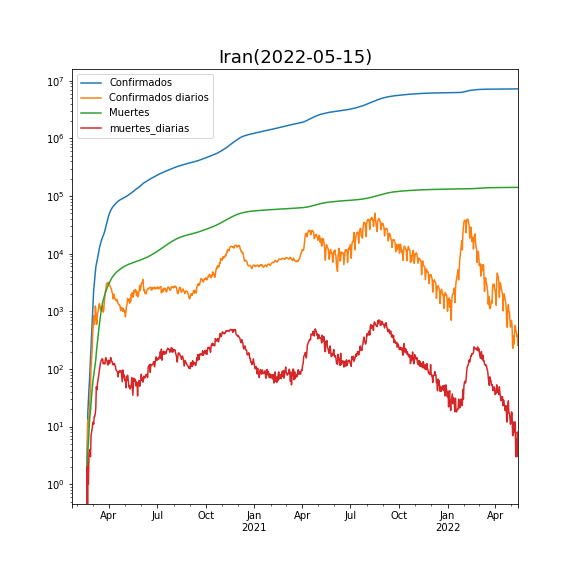 Iran(2022-05-15)
Confirmados
Confirmados diarios
Muertes
muertes_diarias
10^7
10^6
10^5
10^4
10^3
10^2
10^1
10^0
Apr Jul Oct Jan Apr Jul Oct Jan Apr
2021 2022